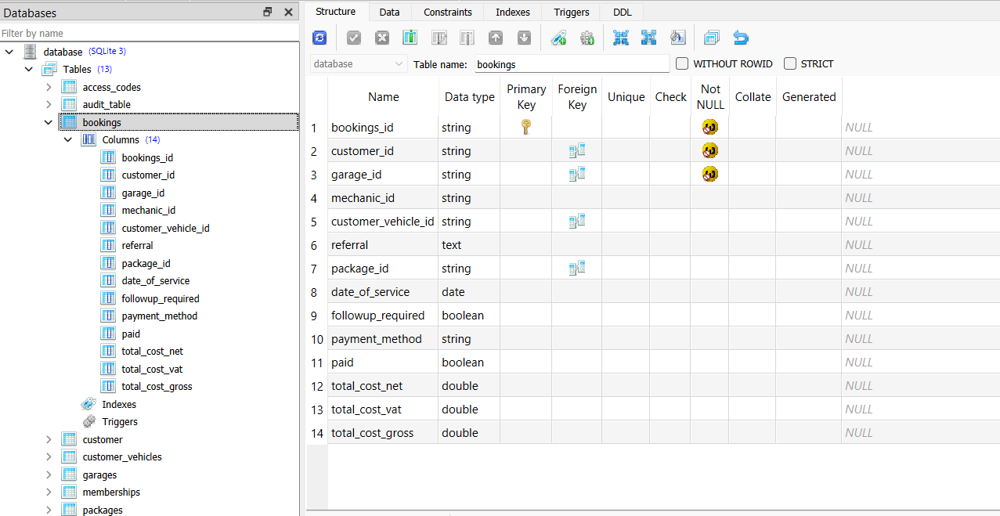 Databases
Filter by name
database (SQLite 3)
Tables (13)
access_codes
audit_table
bookings
Columns (14)
bookings_id
customer_id
garage_id
mechanic_id
customer_vehicle_id
referral
package_id
date_of_service
followup_required
payment_method
paid
total_cost_net
total_cost_vat
total_cost_gross
Indexes
Triggers
customer
customer_vehicles
garages
memberships
packages
Structure Data Constraints Indexes Triggers DDL
database Table name: bookings WITHOUT ROWID STRICT
Name Data type Primary Key Foreign Key Unique Check Not NULL Collate Generated
1 bookings_id string NULL
2 customer_id string NULL
3 garage_id string NULL
4 mechanic_id string NULL
5 customer_vehicle_id string NULL
6 referral text NULL
7 package_id string NULL
8 date_of_service date NULL
9 followup_required boolean NULL
10 payment_method string NULL
11 paid boolean NULL
12 total_cost_net double NULL
13 total_cost_vat double NULL
14 total_cost_gross double NULL